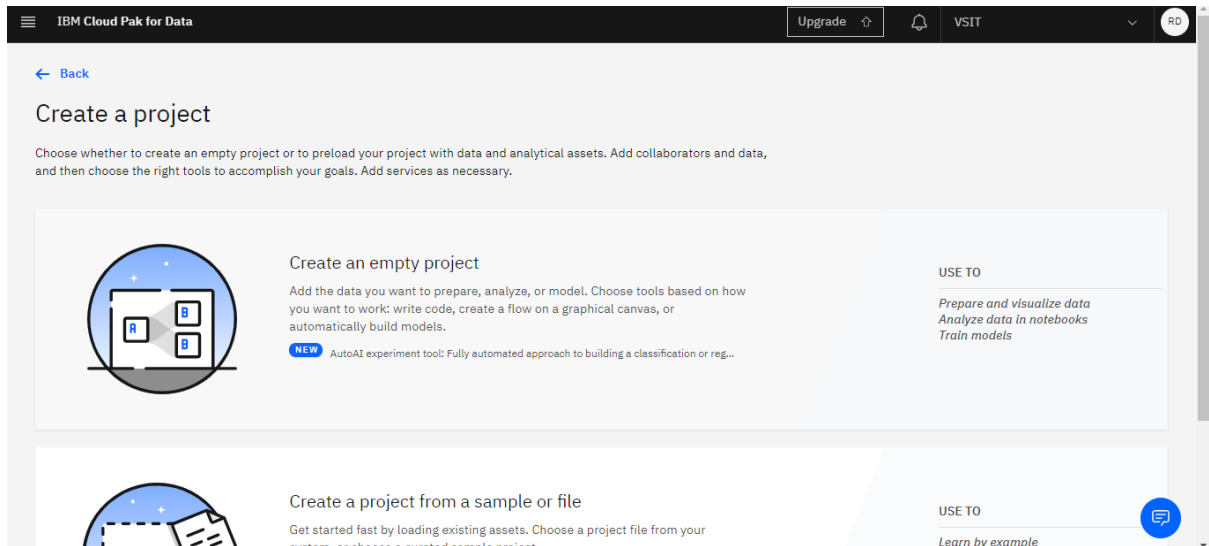 IBM Cloud Pak for Data
Upgrade
VSIT
RD
Back
Create a project
Choose whether to create an empty project or to preload your project with data and analytical assets. Add collaborators and data,
and then choose the right tools to accomplish your goals. Add services as necessary.
A
B
B
Create an empty project
Add the data you want to prepare, analyze, or model. Choose tools based on how
you want to work: write code, create a flow on a graphical canvas, or
automatically build models.
NEW AutoAI experiment tool: Fully automated approach to building a classification or reg...
USE TO
Prepare and visualize data
Analyze data in notebooks
Train models
Create a project from a sample or file
Get started fast by loading existing assets. Choose a project file from your
system, or choose a curated sample project.
USE TO
Learn by example